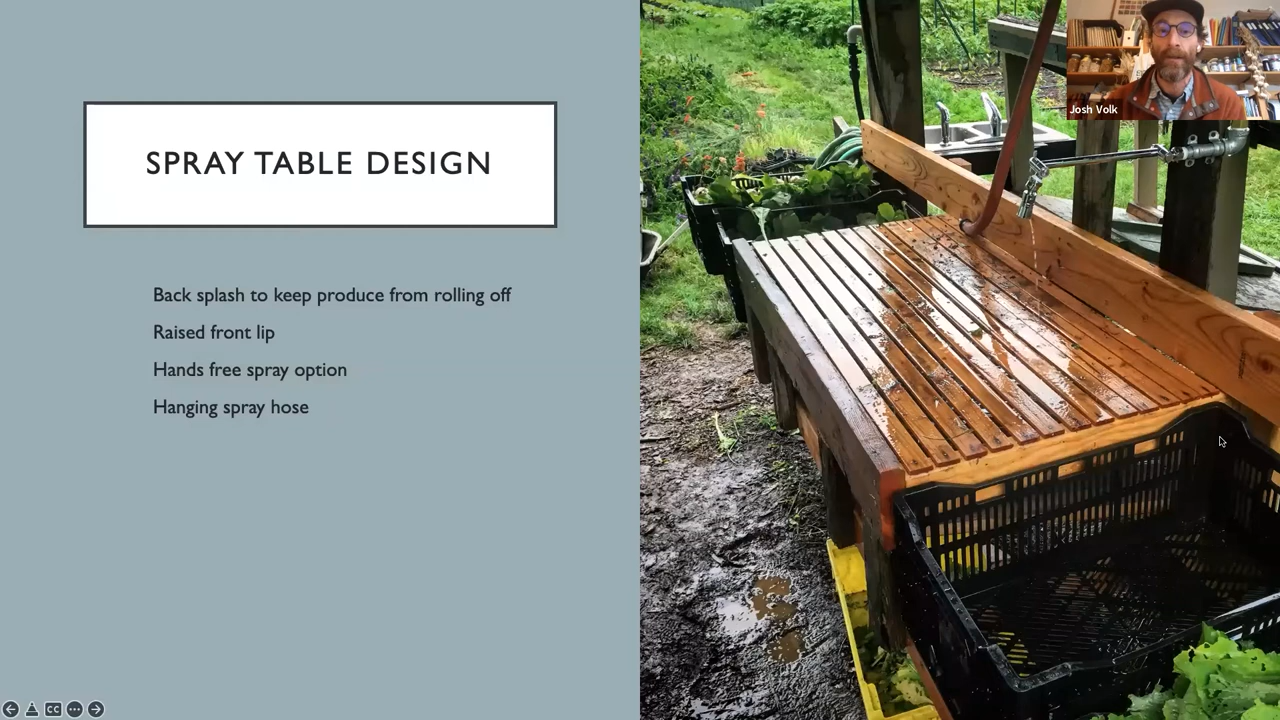 Josh Volk
SPRAY TABLE DESIGN
Back splash to keep produce from rolling off
Raised front lip
Hands free spray option
Hanging spray hose
CC